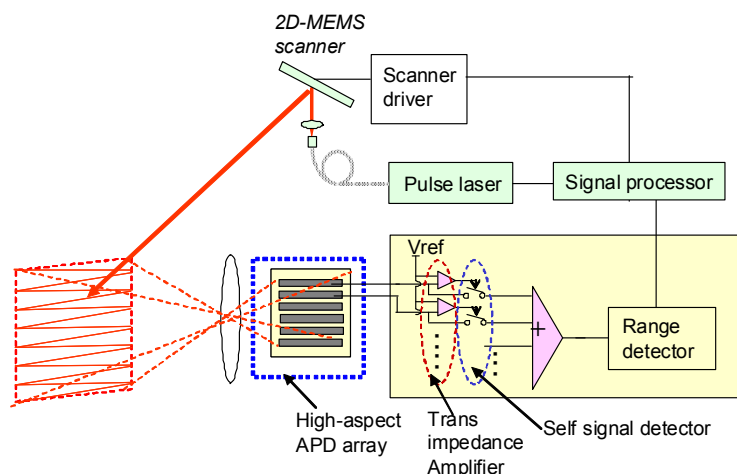 2D-MEMS
scanner
Scanner
driver
Pulse laser
Signal processor
Vref
+
Range
detector
High-aspect
APD array
Trans
impedance
Amplifier
Self signal detector